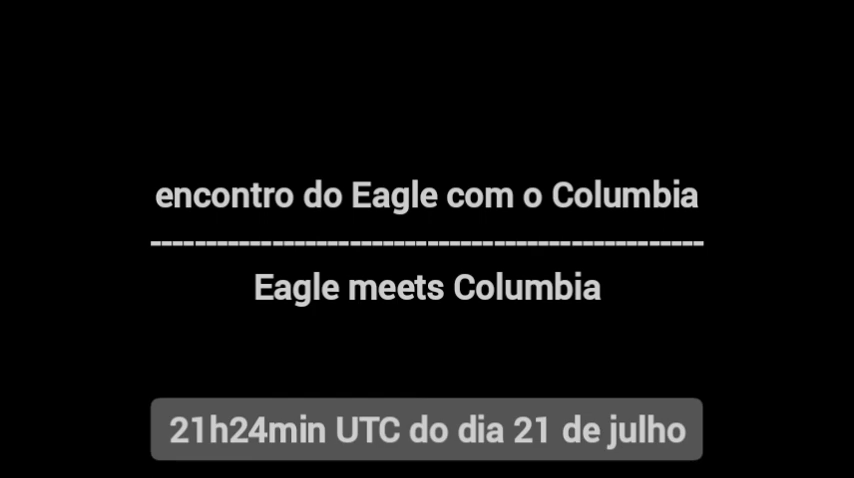 encontro do Eagle com o Columbia
--------------------------------------------------
Eagle meets Columbia
21h24min UTC do dia 21 de julho